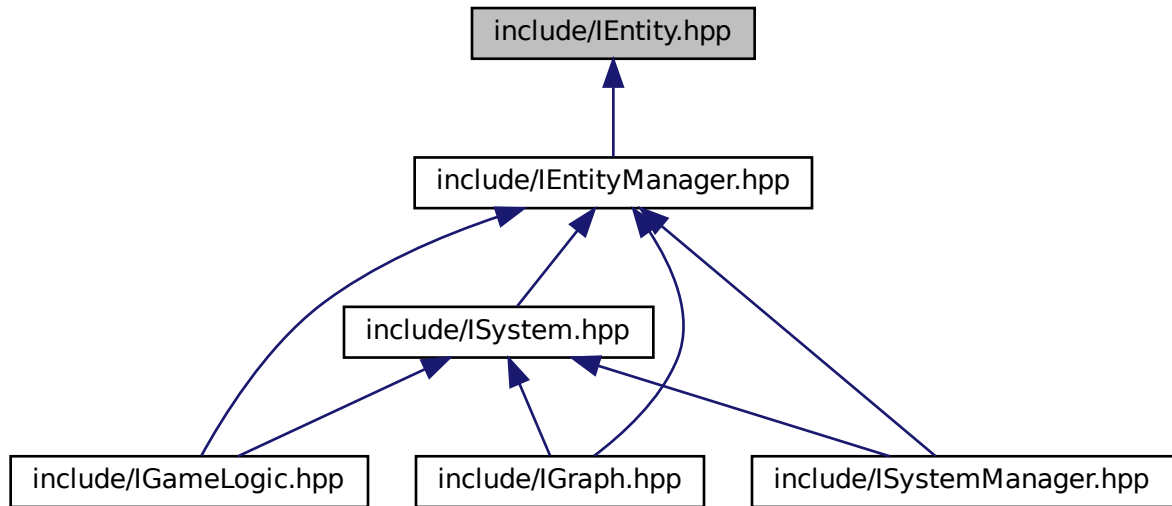 include/IEntity.hpp
include/IEntityManager.hpp
include/ISystem.hpp
include/IGameLogic.hpp
include/IGraph.hpp
include/ISystemManager.hpp